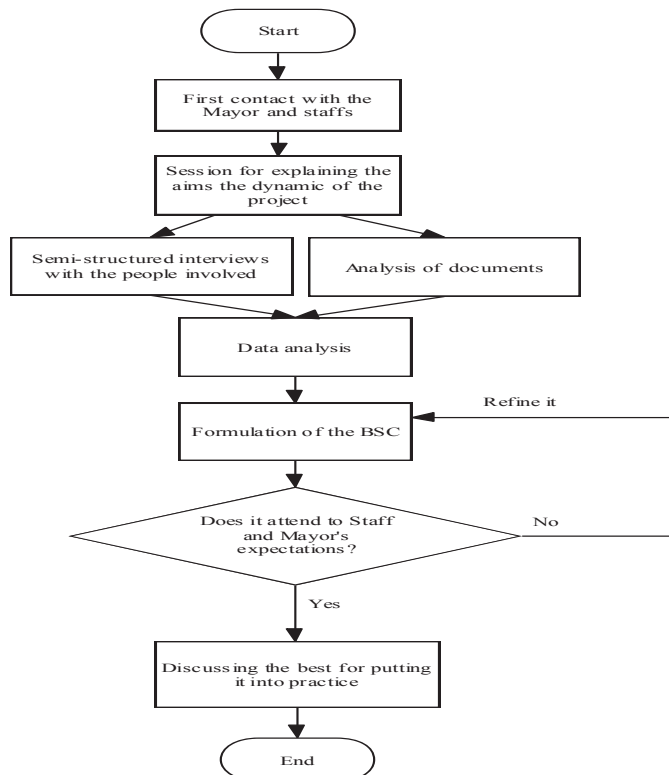 Start
First contact with the
Mayor and staffs
Session for explaining the
aims the dynamic of the
project
Semi-structured interviews
with the people involved
Analysis of documents
Data analysis
Refine it
Formulation of the BSC
Does it attend to Staff
and Mayor's
expectations?
No
Yes
Discussing the best for putting
it into practice
End